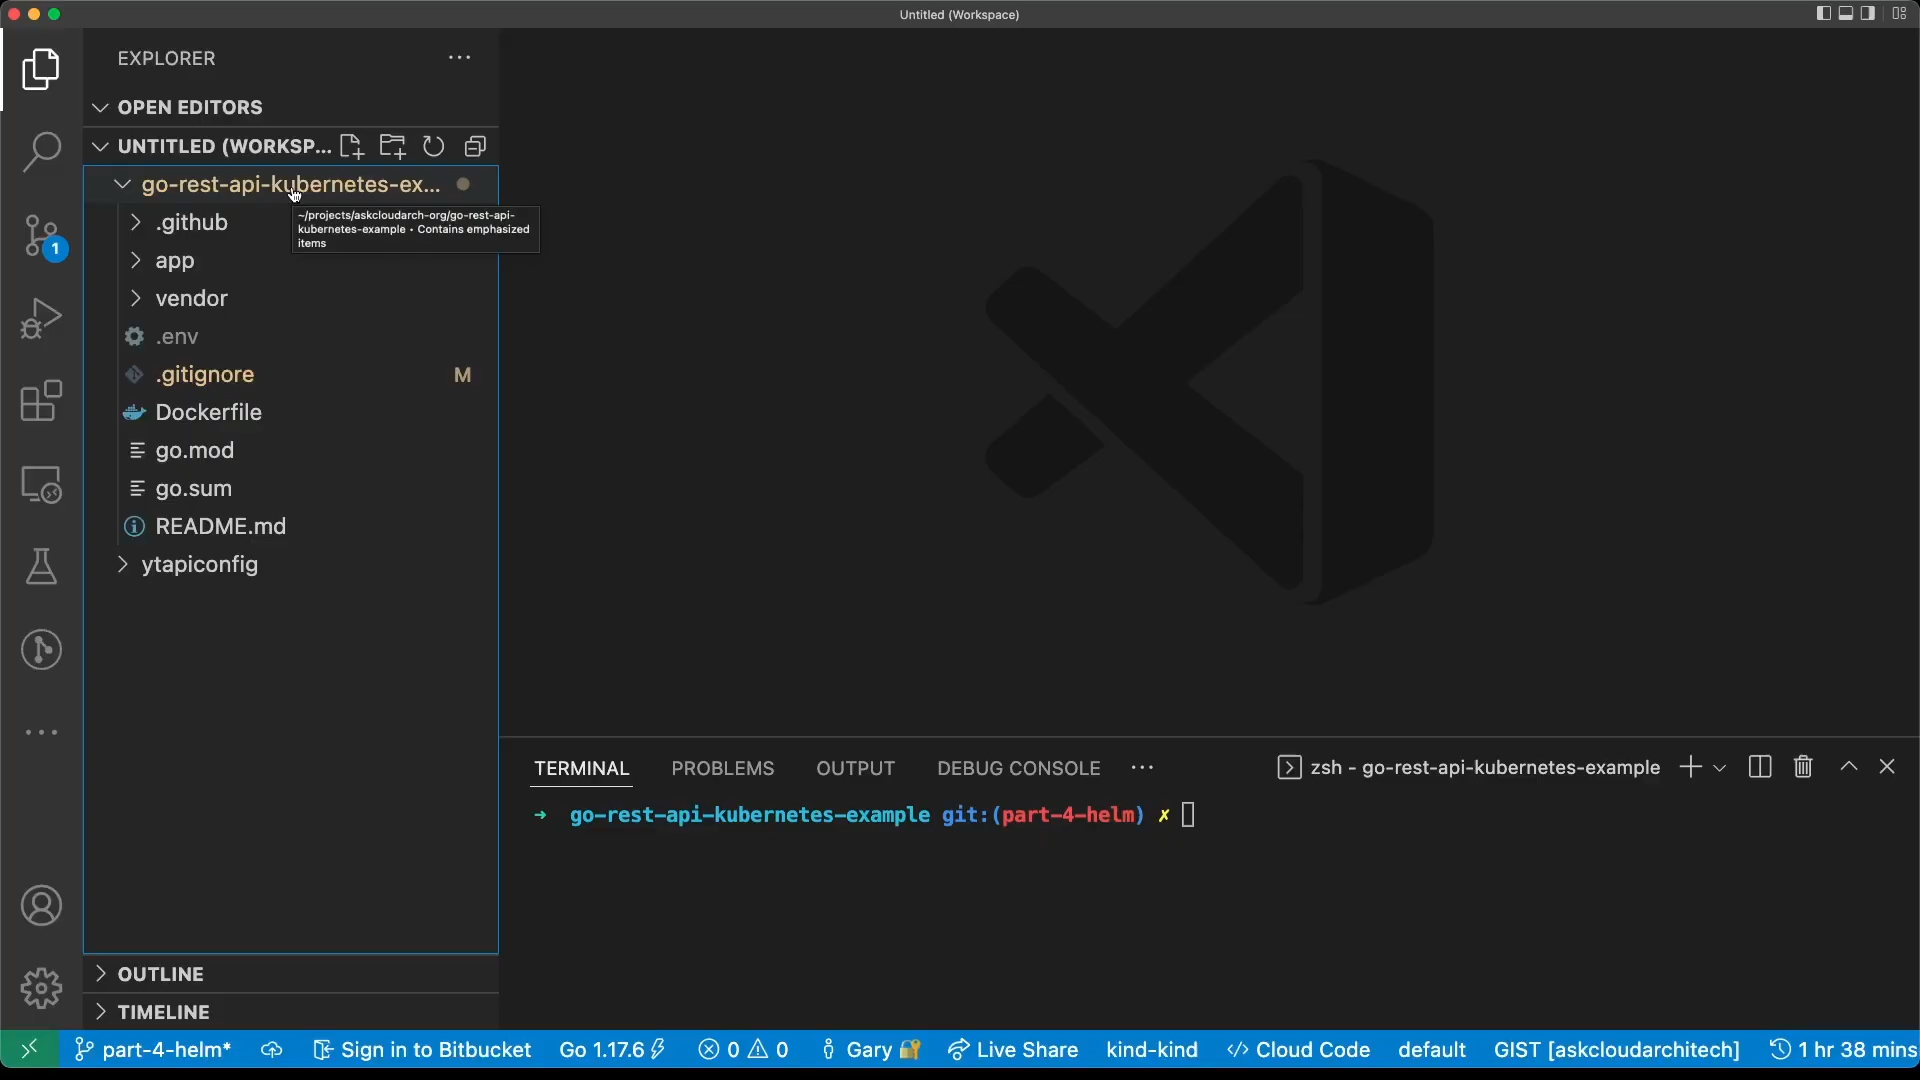 Untitled (Workspace)
EXPLORER
OPEN EDITORS
UNTITLED (WORKSP...
go-rest-api-kubernetes-ex...
~/projects/askcloudarch-org/go-rest-api-
kubernetes-example • Contains emphasized
items
.github
app
vendor
.env
.gitignore M
Dockerfile
go.mod
go.sum
README.md
ytapiconfig
1
OUTLINE
TIMELINE
TERMINAL PROBLEMS OUTPUT DEBUG CONSOLE zsh - go-rest-api-kubernetes-example
➜ go-rest-api-kubernetes-example git:(part-4-helm) ✗
part-4-helm* Sign in to Bitbucket Go 1.17.6 0 0 Gary Live Share kind-kind Cloud Code default GIST [askcloudarchitech] 1 hr 38 mins